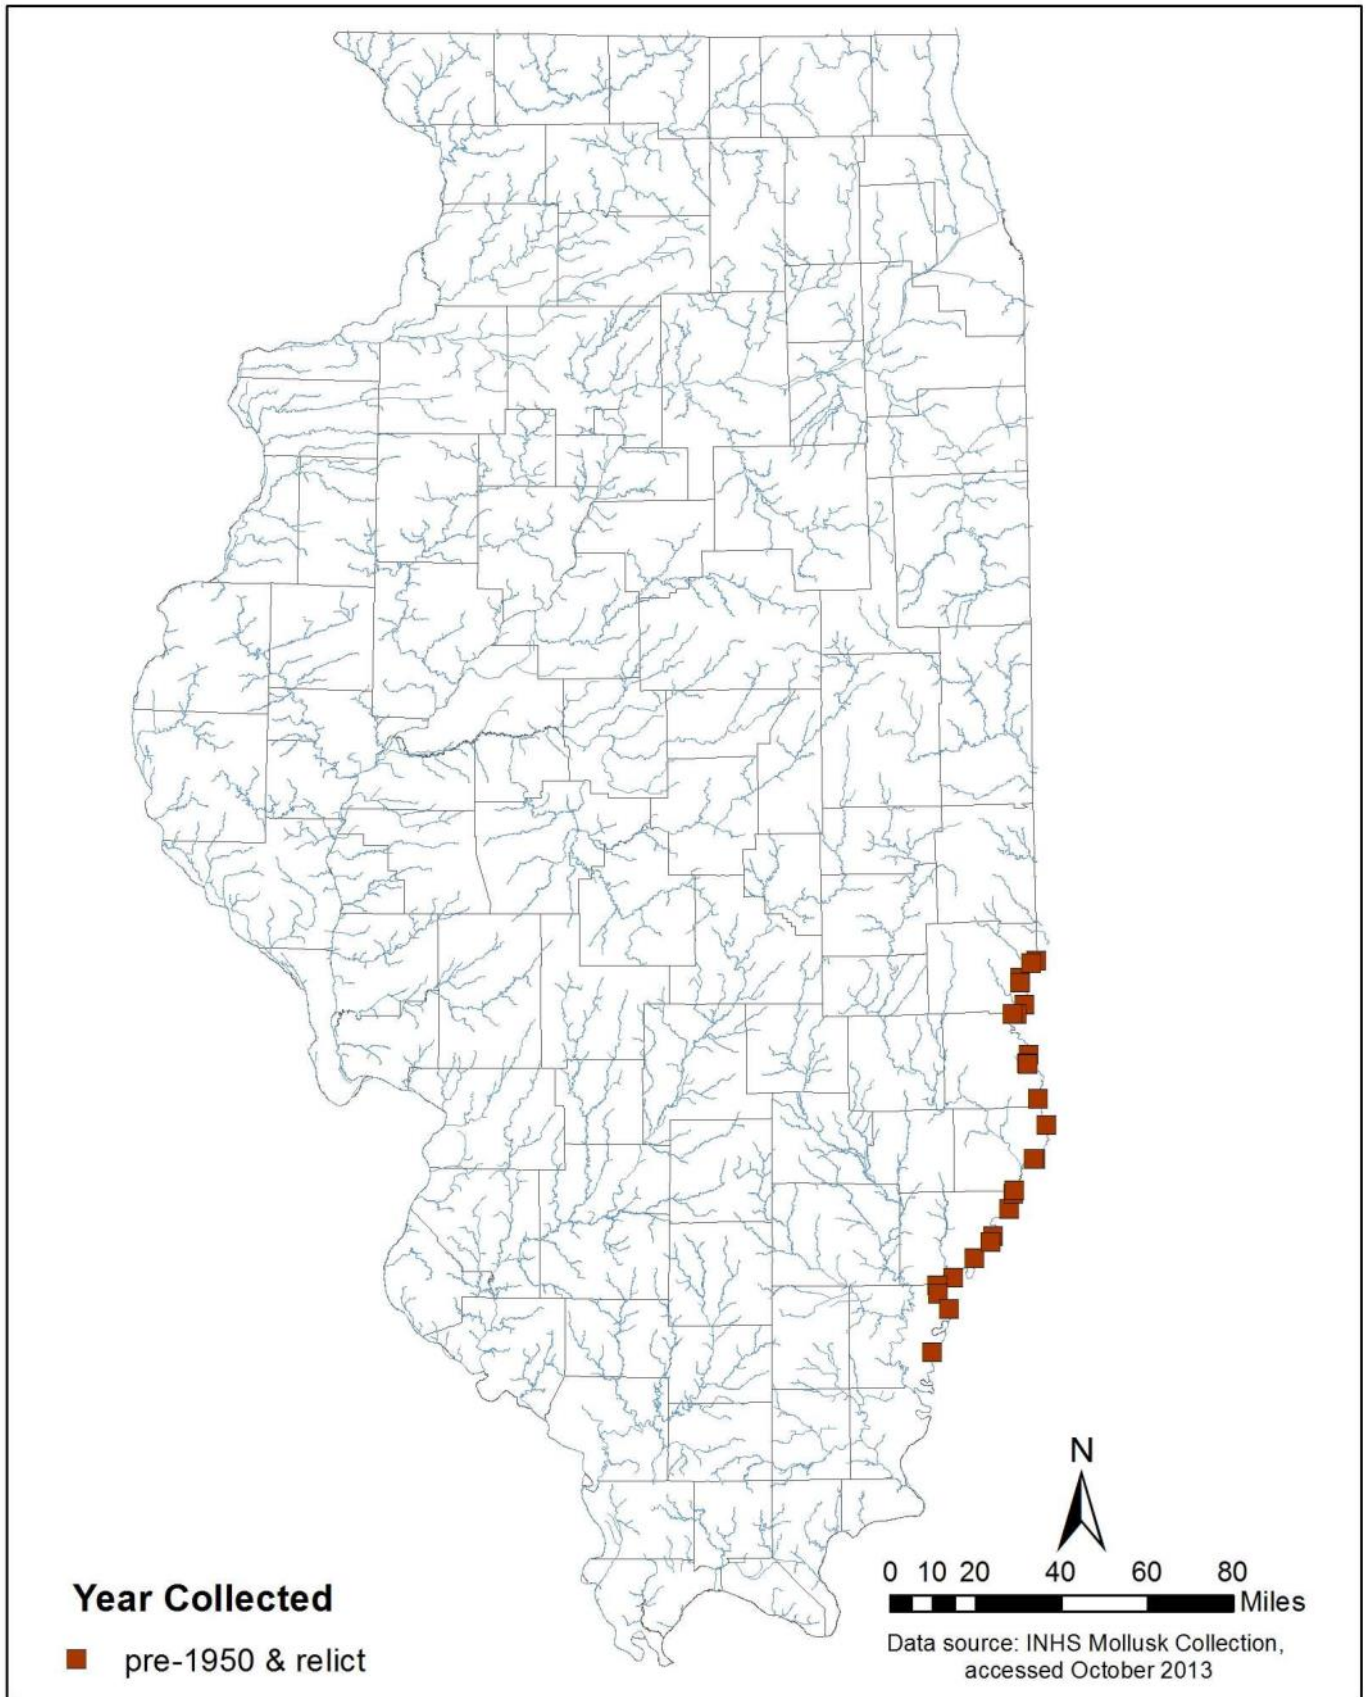 N
0 10 20 40 60 80
Miles
Year Collected
pre-1950 & relict
Data source: INHS Mollusk Collection,
accessed October 2013